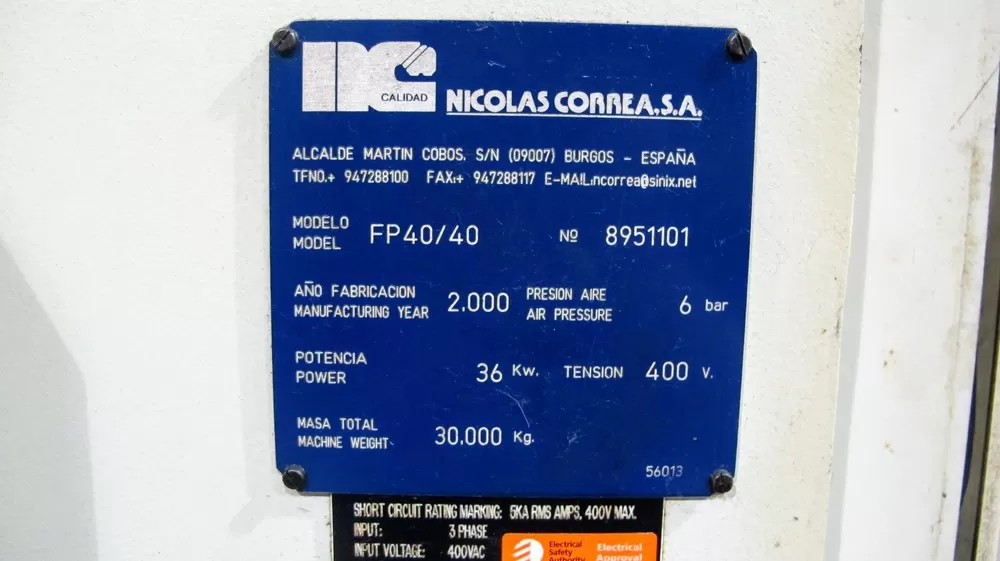 nc
CALIDAD
NICOLAS CORREA,S.A.
ALCALDE MARTIN COBOS, S/N (09007) BURGOS - ESPAÑA
TFNO.+ 947288100 FAX:+ 947288117 E-MAIL:ncorrea@sinix.net
MODELO
MODEL FP40/40 Nº 8951101
AÑO FABRICACION
MANUFACTURING YEAR 2.000
PRESION AIRE
AIR PRESSURE 6 bar
POTENCIA
POWER 36 Kw. TENSION 400 V.
MASA TOTAL
MACHINE WEIGHT 30.000 Kg.
56013
SHORT CIRCUIT RATING MARKING: 5KA RMS AMPS, 400V MAX.
INPUT: 3 PHASE
INPUT VOLTAGE: 400VAC
Electrical
Safety
Authority
Electrical
Approval